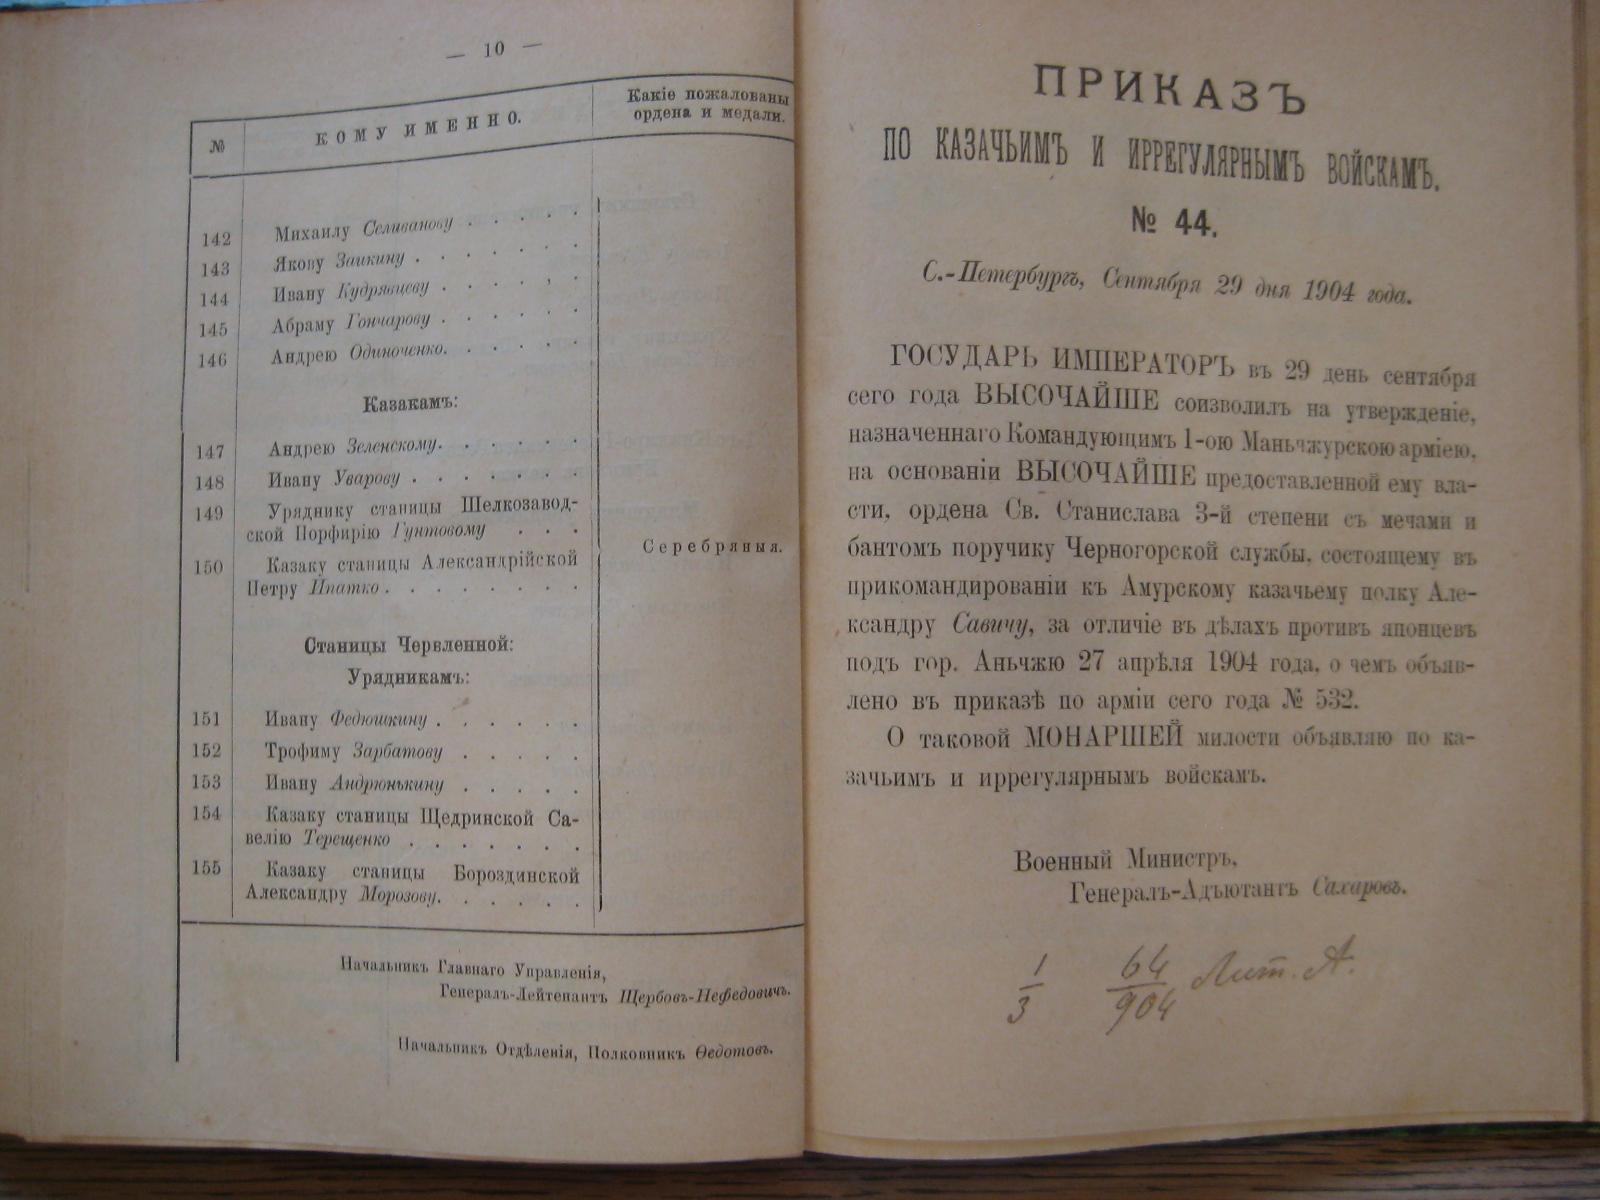 — 10 —
№
КОМУ ИМЕННО.
Какіе пожалованы
ордена и медали.
142 Михаилу Селиванову . . . . .
143 Якову Заикину . . . . . .
144 Ивану Кудрявцеву . . . . .
145 Абраму Гончарову . . . . .
146 Андрею Одиноченко. . . . .
Казакамъ:
147 Андрею Зеленскому. . . . .
148 Ивану Уварову . . . . . .
149 Уряднику станицы Шелкозавод-
ской Порфирію Гунтовому . . .
150 Казаку станицы Александрійской
Петру Ипатко . . . . . . .
Серебряныя.
Станицы Червленной:
Урядникамъ:
151 Ивану Федюшкину . . . . .
152 Трофиму Зарбатову . . . . .
153 Ивану Андрюнькину . . . . .
154 Казаку станицы Щедринской Са-
велію Терещенко . . . . . .
155 Казаку станицы Бороздинской
Александру Морозову. . . . .
Начальникъ Главнаго Управленія,
Генералъ-Лейтенантъ Щербовъ-Нефедовичъ.
Начальникъ Отдѣленія, Полковникъ Ѳедотовъ.
ПРИКАЗЪ
ПО КАЗАЧЬИМЪ И ИРРЕГУЛЯРНЫМЪ ВОЙСКАМЪ.
№ 44.
С.-Петербургъ, Сентября 29 дня 1904 года.
ГОСУДАРЬ ИМПЕРАТОРЪ въ 29 день сентября
сего года ВЫСОЧАЙШЕ соизволилъ на утвержденіе,
назначеннаго Командующимъ 1-ою Маньчжурскою арміею,
на основаніи ВЫСОЧАЙШЕ предоставленной ему вла-
сти, ордена Св. Станислава 3-й степени съ мечами и
бантомъ поручику Черногорской службы, состоящему въ
прикомандированіи къ Амурскому казачьему полку Але-
ксандру Савичу, за отличіе въ дѣлахъ противъ японцевъ
подъ гор. Аньчжю 27 апрѣля 1904 года, о чемъ объяв-
лено въ приказѣ по арміи сего года № 532.
О таковой МОНАРШЕЙ милости объявляю по ка-
зачьимъ и иррегулярнымъ войскамъ.
Военный Министръ,
Генералъ-Адъютантъ Сахаровъ.
1/3 64/904 Лит. А.